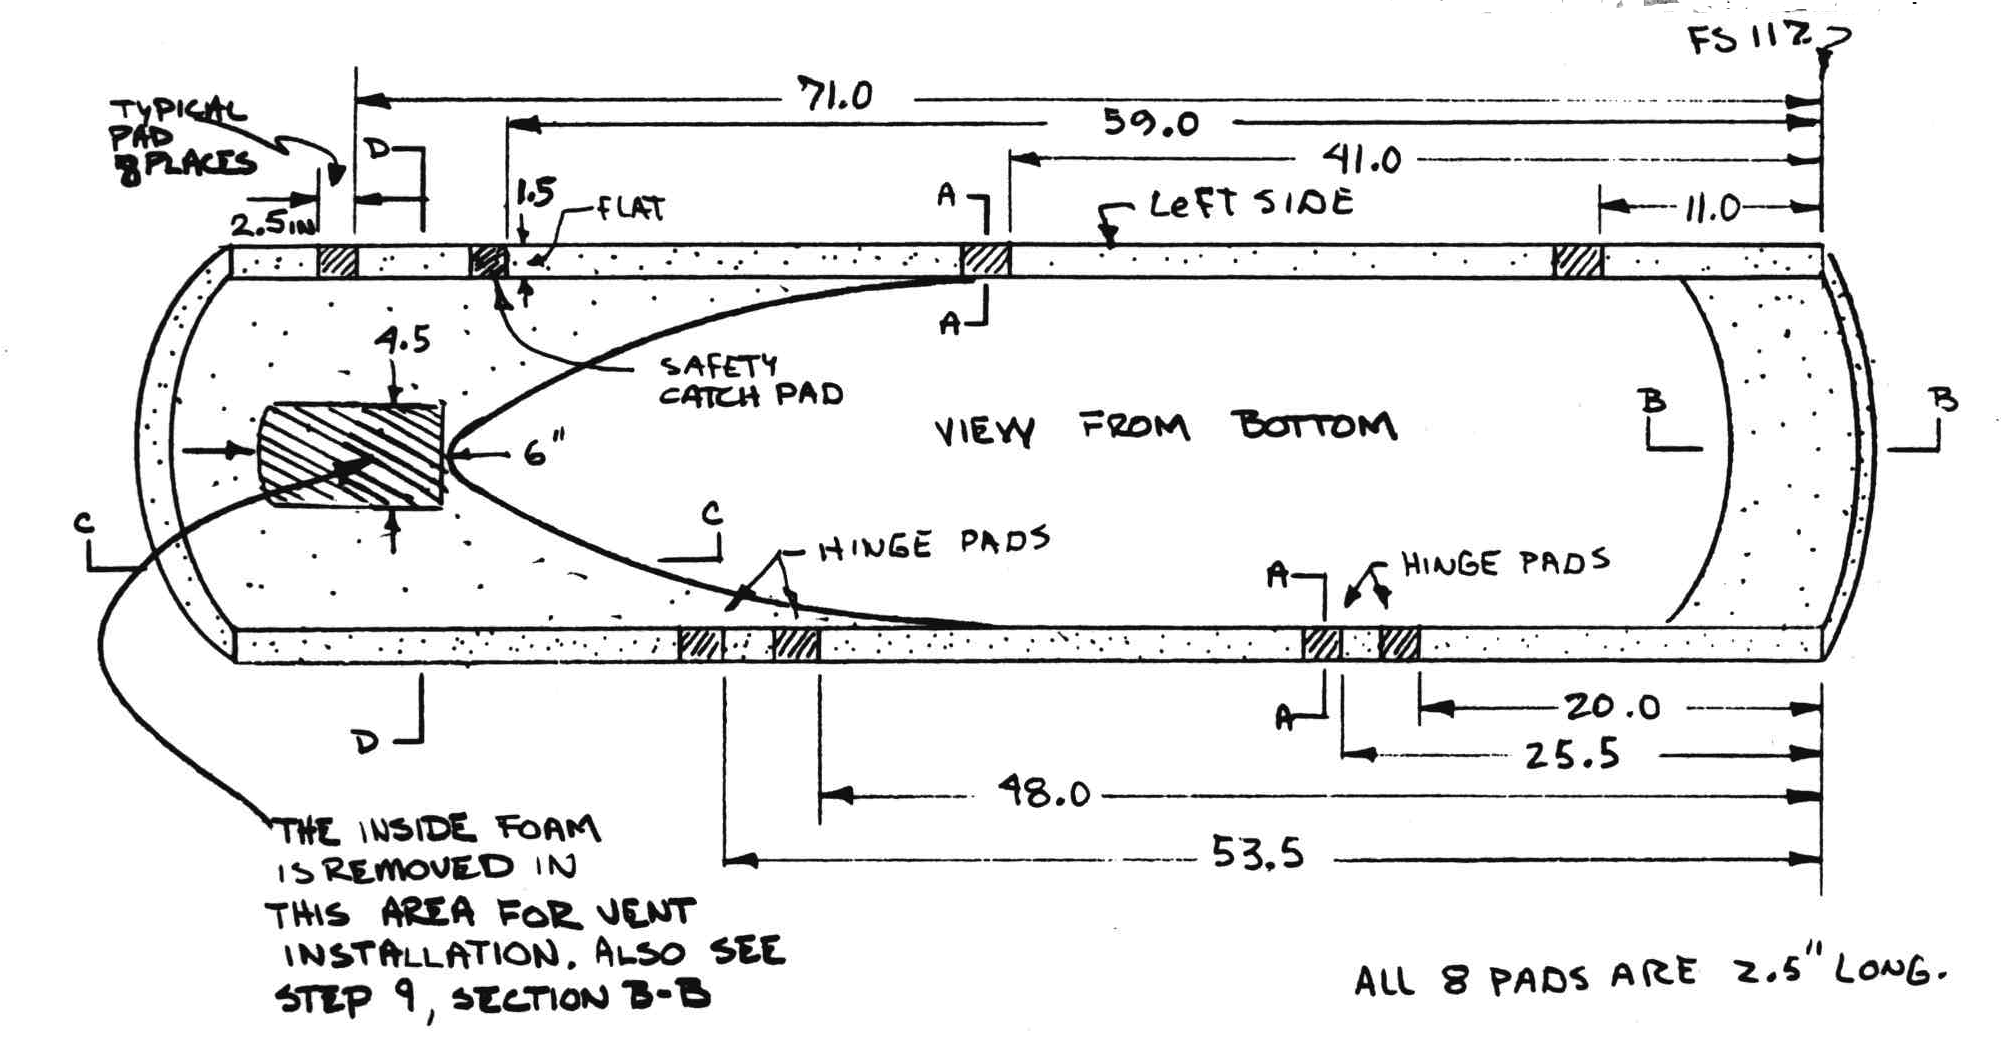 FS 112
71.0
59.0
41.0
11.0
TYPICAL
PAD
8 PLACES
2.5 IN
D
1.5
FLAT
A
LeFT SIDE
A
4.5
SAFETY
CATCH PAD
6"
VIEW FROM BOTTOM
B
B
C
C
HINGE PADS
A
HINGE PADS
D
A
20.0
25.5
48.0
53.5
THE INSIDE FOAM
IS REMOVED IN
THIS AREA FOR VENT
INSTALLATION. ALSO SEE
STEP 9, SECTION B-B
ALL 8 PADS ARE 2.5" LONG.